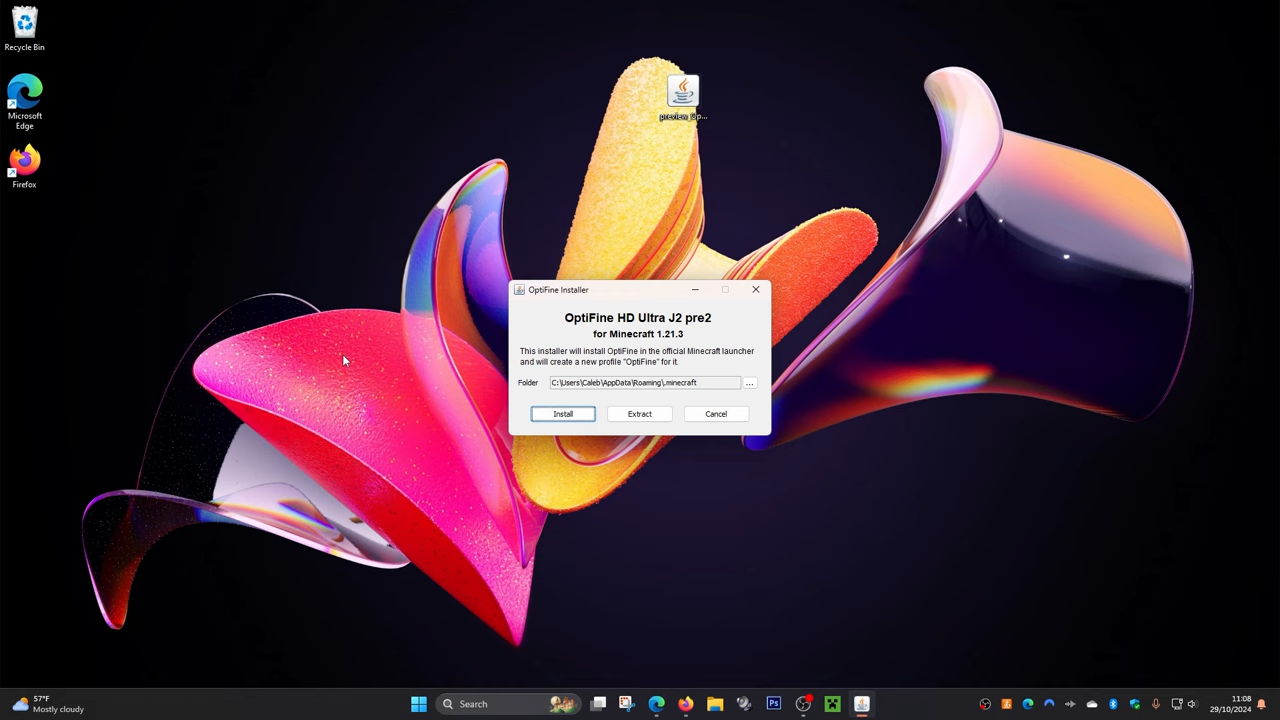 Recycle Bin
Microsoft
Edge
Firefox
preview_Op...
OptiFine Installer
OptiFine HD Ultra J2 pre2
for Minecraft 1.21.3
This installer will install OptiFine in the official Minecraft launcher
and will create a new profile "OptiFine" for it.
Folder C:\Users\Caleb\AppData\Roaming\.minecraft ...
Install Extract Cancel
57°F
Mostly cloudy
Search
Ps
11:08
29/10/2024